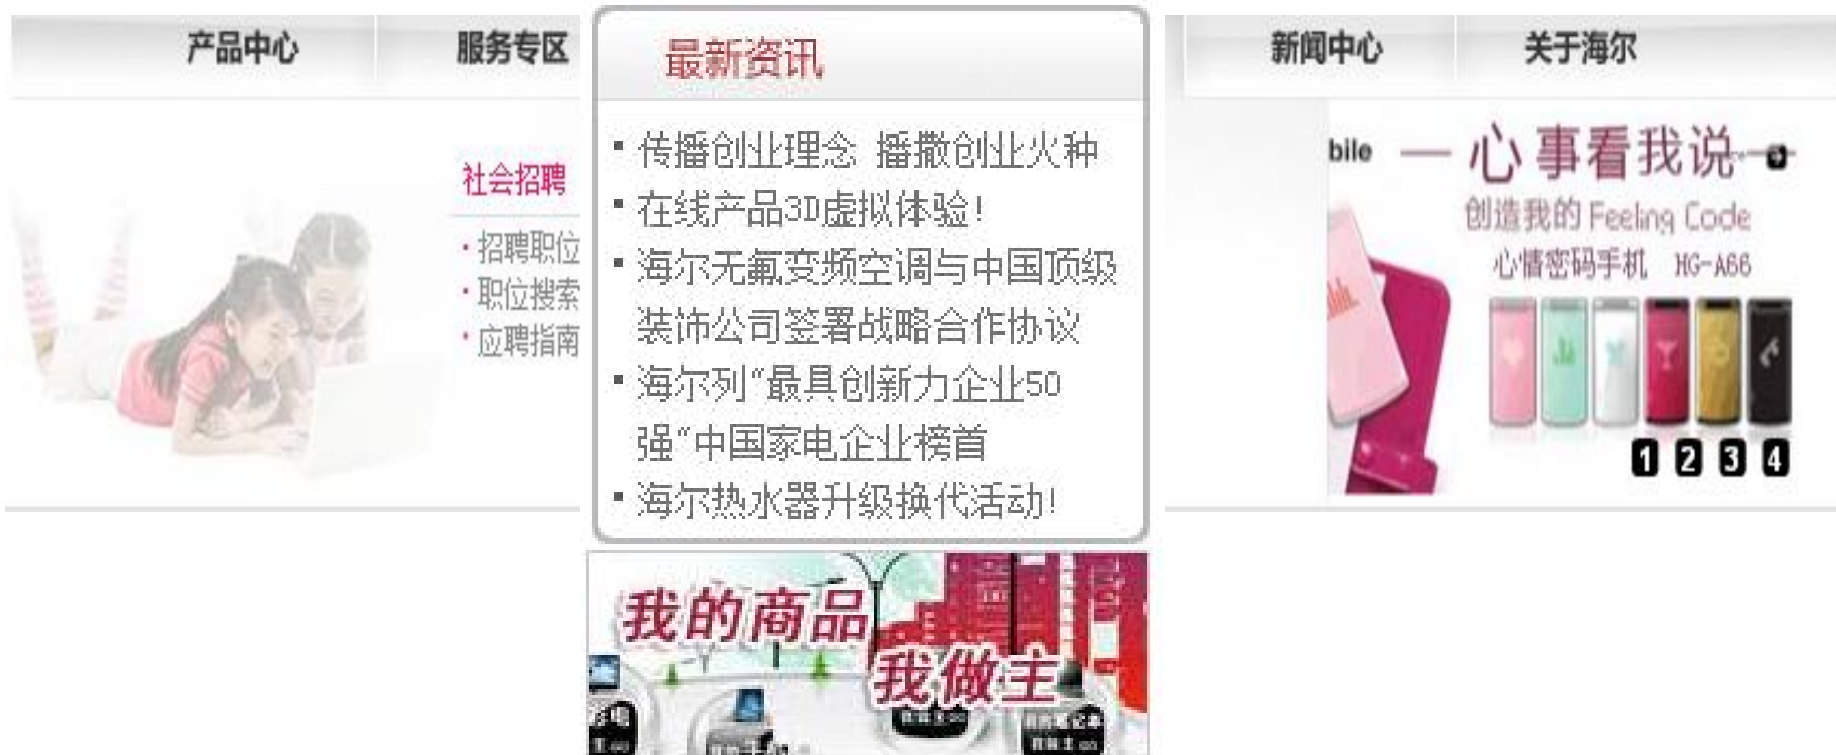 产品中心
服务专区
社会招聘
·招聘职位
·职位搜索
·应聘指南
最新资讯
▪ 传播创业理念 播撒创业火种
▪ 在线产品3D虚拟体验!
▪ 海尔无氟变频空调与中国顶级
装饰公司签署战略合作协议
▪ 海尔列“最具创新力企业50
强”中国家电企业榜首
▪ 海尔热水器升级换代活动!
我的商品
我做主
新闻中心
关于海尔
bile
心事看我说
创造我的 Feeling Code
心情密码手机 HG-A66
1 2 3 4